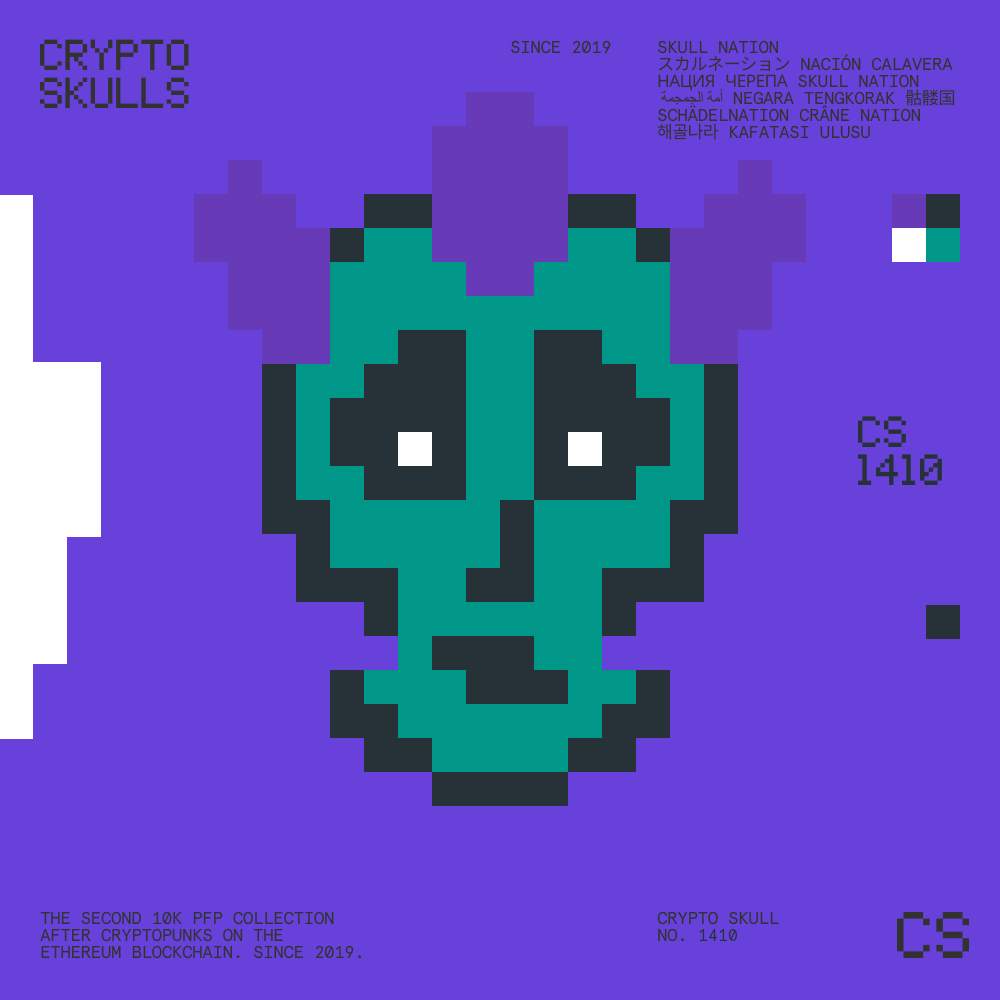 CRYPTO
SKULLS
SINCE 2019
SKULL NATION
スカルネーション NACIÓN CALAVERA
НАЦИЯ ЧЕРЕПА SKULL NATION
أمة الجمجمة NEGARA TENGKORAK 骷髅国
SCHÄDELNATION CRÂNE NATION
해골나라 KAFATASI ULUSU
CS
1410
THE SECOND 10K PFP COLLECTION
AFTER CRYPTOPUNKS ON THE
ETHEREUM BLOCKCHAIN. SINCE 2019.
CRYPTO SKULL
NO. 1410
CS